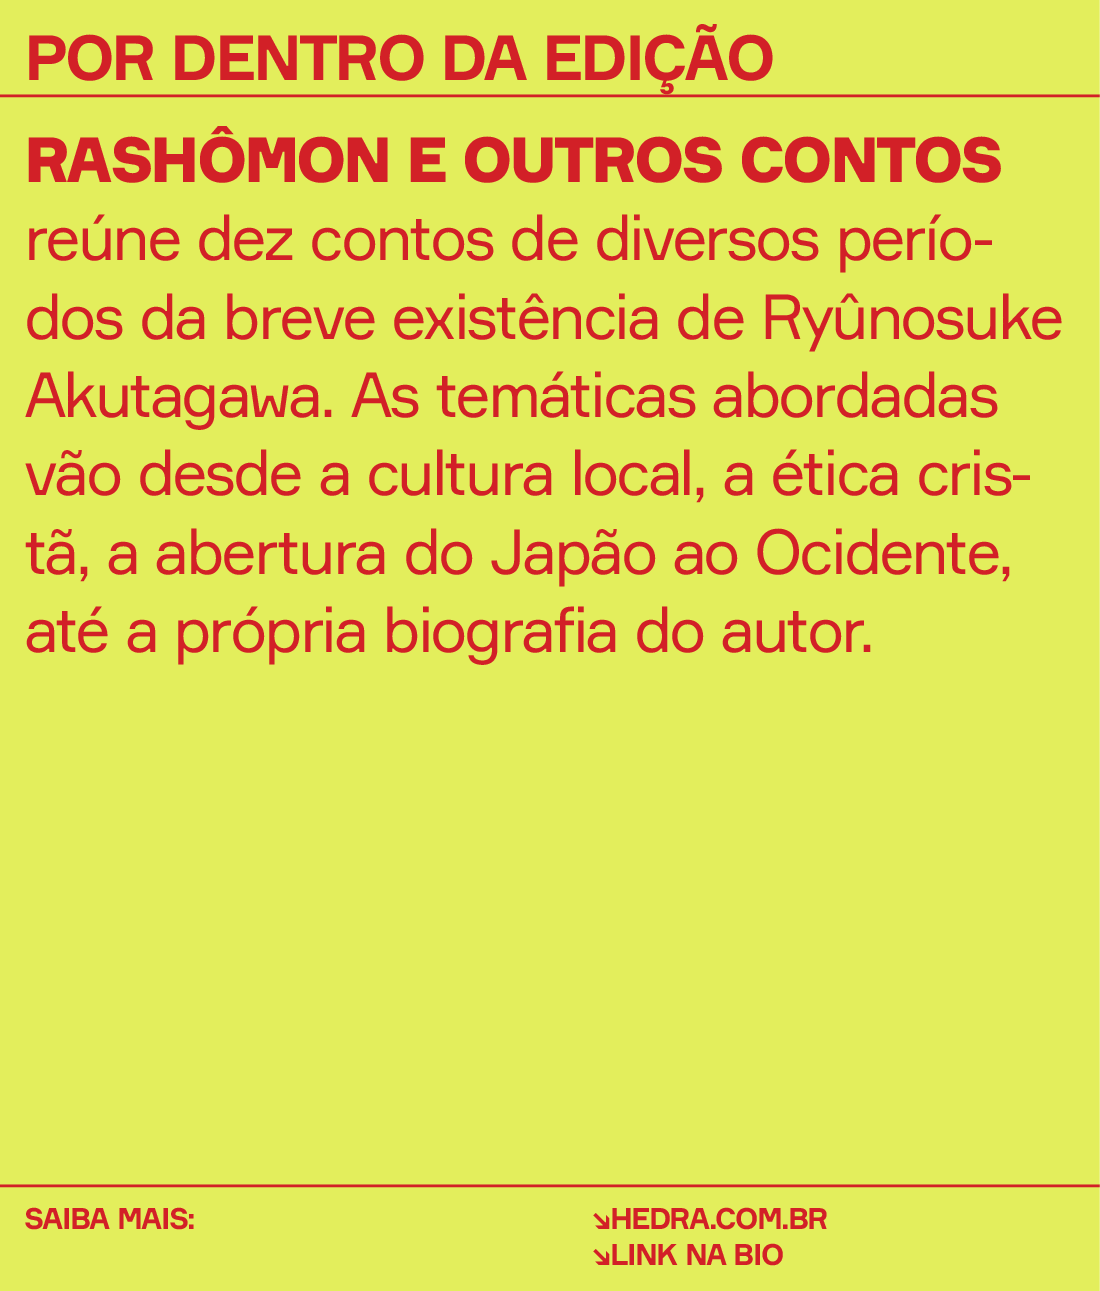 POR DENTRO DA EDIÇÃO
RASHÔMON E OUTROS CONTOS
reúne dez contos de diversos perío-
dos da breve existência de Ryûnosuke
Akutagawa. As temáticas abordadas
vão desde a cultura local, a ética cris-
tã, a abertura do Japão ao Ocidente,
até a própria biografia do autor.
SAIBA MAIS:
↘HEDRA.COM.BR
↘LINK NA BIO